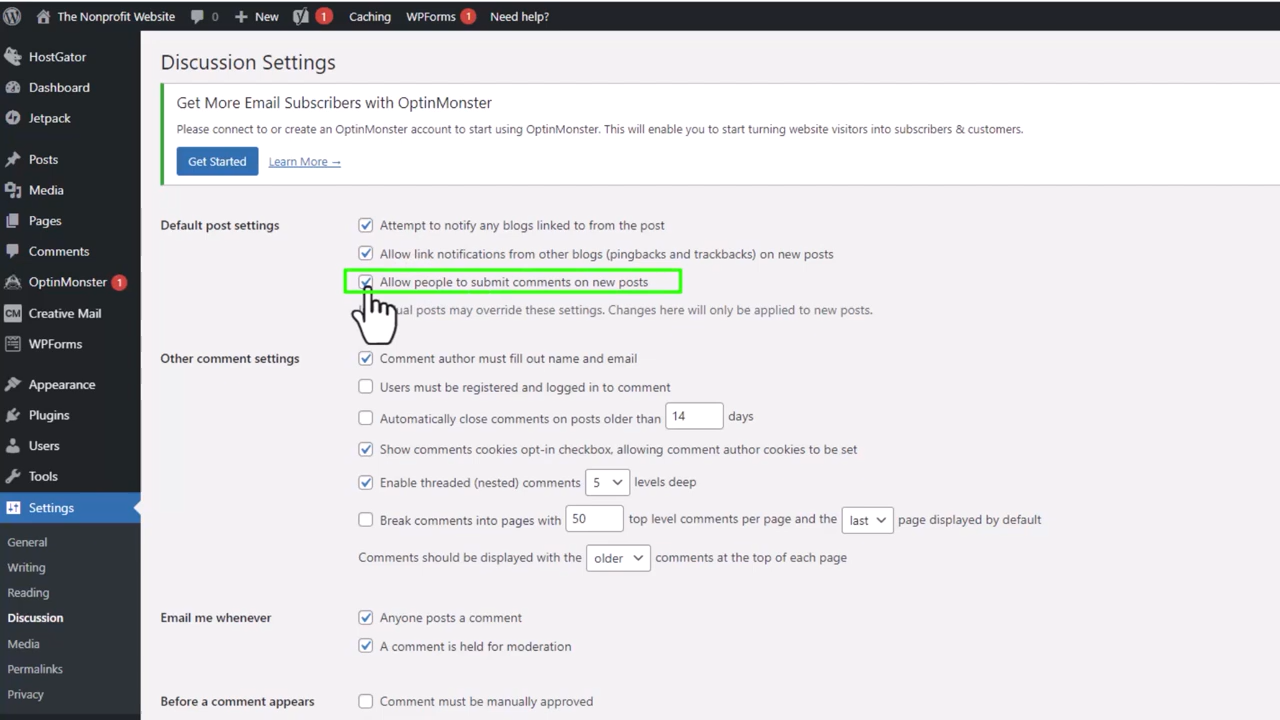 The Nonprofit Website 0 New 1 Caching WPForms 1 Need help?
HostGator
Dashboard
Jetpack
Posts
Media
Pages
Comments
OptinMonster 1
CM Creative Mail
WPForms
Appearance
Plugins
Users
Tools
Settings
General
Writing
Reading
Discussion
Media
Permalinks
Privacy
Discussion Settings
Get More Email Subscribers with OptinMonster
Please connect to or create an OptinMonster account to start using OptinMonster. This will enable you to start turning website visitors into subscribers & customers.
Get Started Learn More →
Default post settings
Attempt to notify any blogs linked to from the post
Allow link notifications from other blogs (pingbacks and trackbacks) on new posts
Allow people to submit comments on new posts
posts may override these settings. Changes here will only be applied to new posts.
Other comment settings
Comment author must fill out name and email
Users must be registered and logged in to comment
Automatically close comments on posts older than 14 days
Show comments cookies opt-in checkbox, allowing comment author cookies to be set
Enable threaded (nested) comments 5 levels deep
Break comments into pages with 50 top level comments per page and the last page displayed by default
Comments should be displayed with the older comments at the top of each page
Email me whenever
Anyone posts a comment
A comment is held for moderation
Before a comment appears
Comment must be manually approved